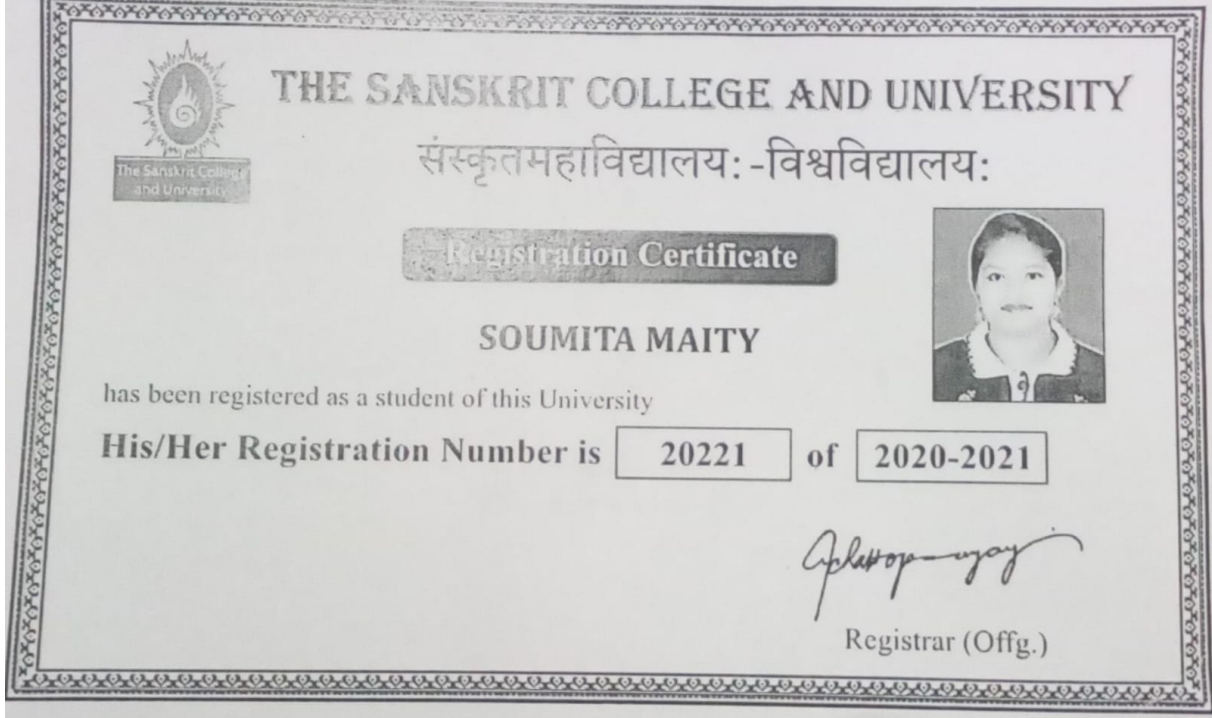 THE SANSKRIT COLLEGE AND UNIVERSITY
संस्कृतमहाविद्यालय: -विश्वविद्यालय:
The Sanskrit College
and University
Registration Certificate
SOUMITA MAITY
has been registered as a student of this University
His/Her Registration Number is 20221 of 2020-2021
Registrar (Offg.)